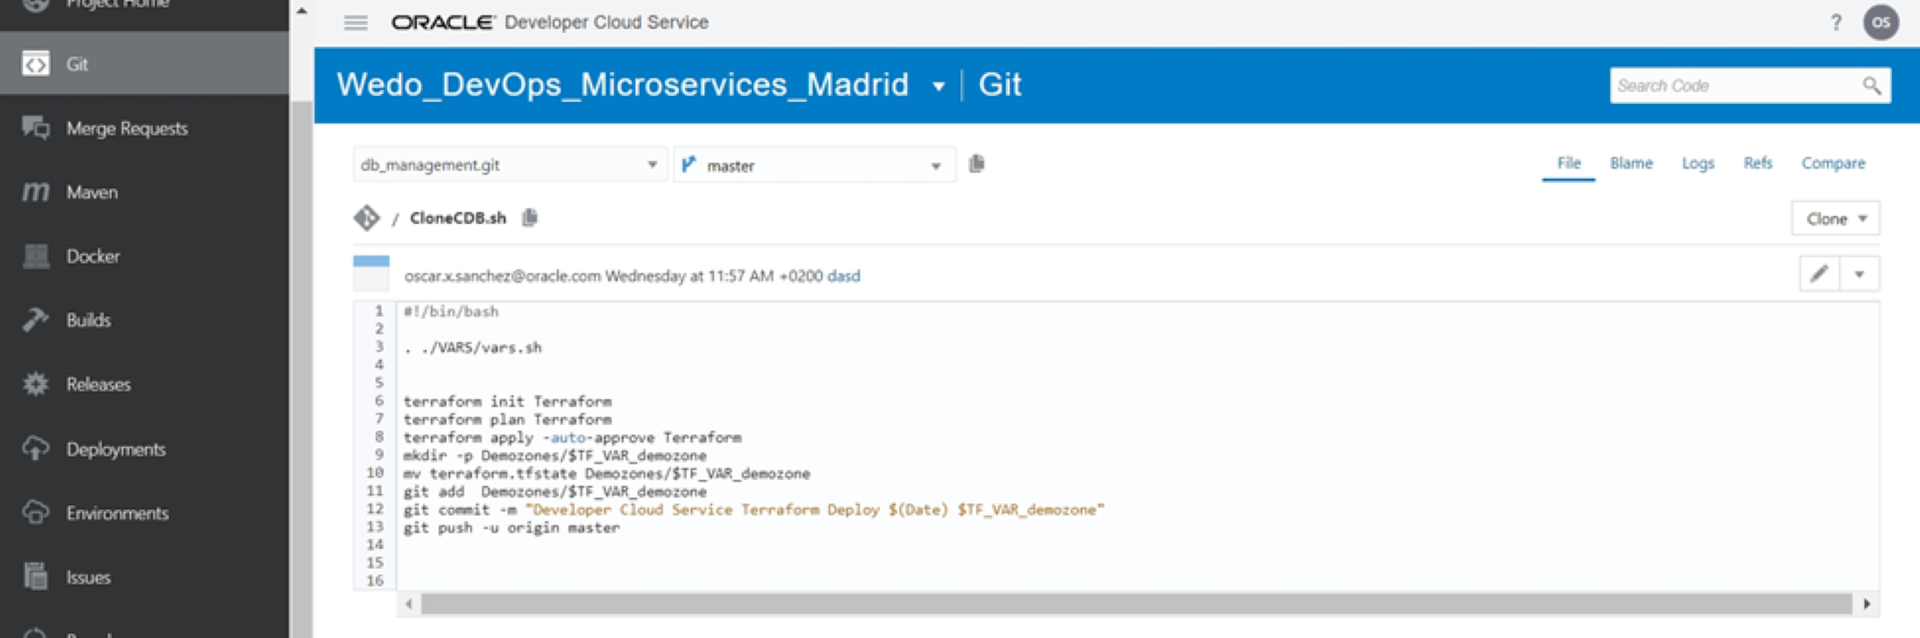 Project Home
Git
Merge Requests
Maven
Docker
Builds
Releases
Deployments
Environments
Issues
ORACLE Developer Cloud Service
? OS
Wedo_DevOps_Microservices_Madrid | Git
Search Code
db_management.git master
File Blame Logs Refs Compare
/ CloneCDB.sh
Clone
oscar.x.sanchez@oracle.com Wednesday at 11:57 AM +0200 dasd
1 #!/bin/bash
2
3 . ./VARS/vars.sh
4
5
6 terraform init Terraform
7 terraform plan Terraform
8 terraform apply -auto-approve Terraform
9 mkdir -p Demozones/$TF_VAR_demozone
10 mv terraform.tfstate Demozones/$TF_VAR_demozone
11 git add  Demozones/$TF_VAR_demozone
12 git commit -m "Developer Cloud Service Terraform Deploy $(Date) $TF_VAR_demozone"
13 git push -u origin master
14
15
16